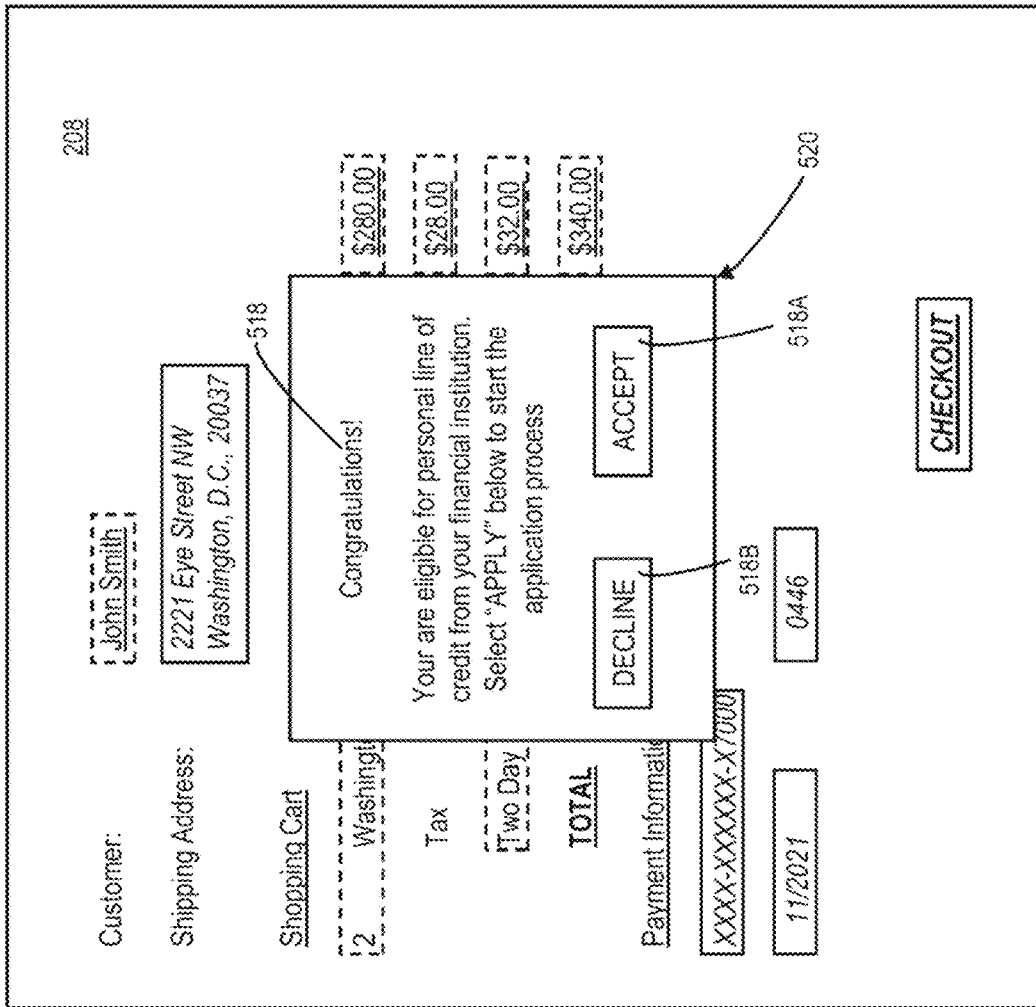 208
Customer:
John Smith
Shipping Address:
2221 Eye Street NW
Washington, D.C., 20037
Shopping Cart
2 Washingt
$280.00
Tax
$28.00
Two Day
$32.00
TOTAL
$340.00
518
Congratulations!
Your are eligible for personal line of
credit from your financial institution.
Select "APPLY" below to start the
application process
DECLINE
ACCEPT
518B
518A
520
Payment Informatic
XXXX-XXXXX-X7000
11/2021
0446
CHECKOUT